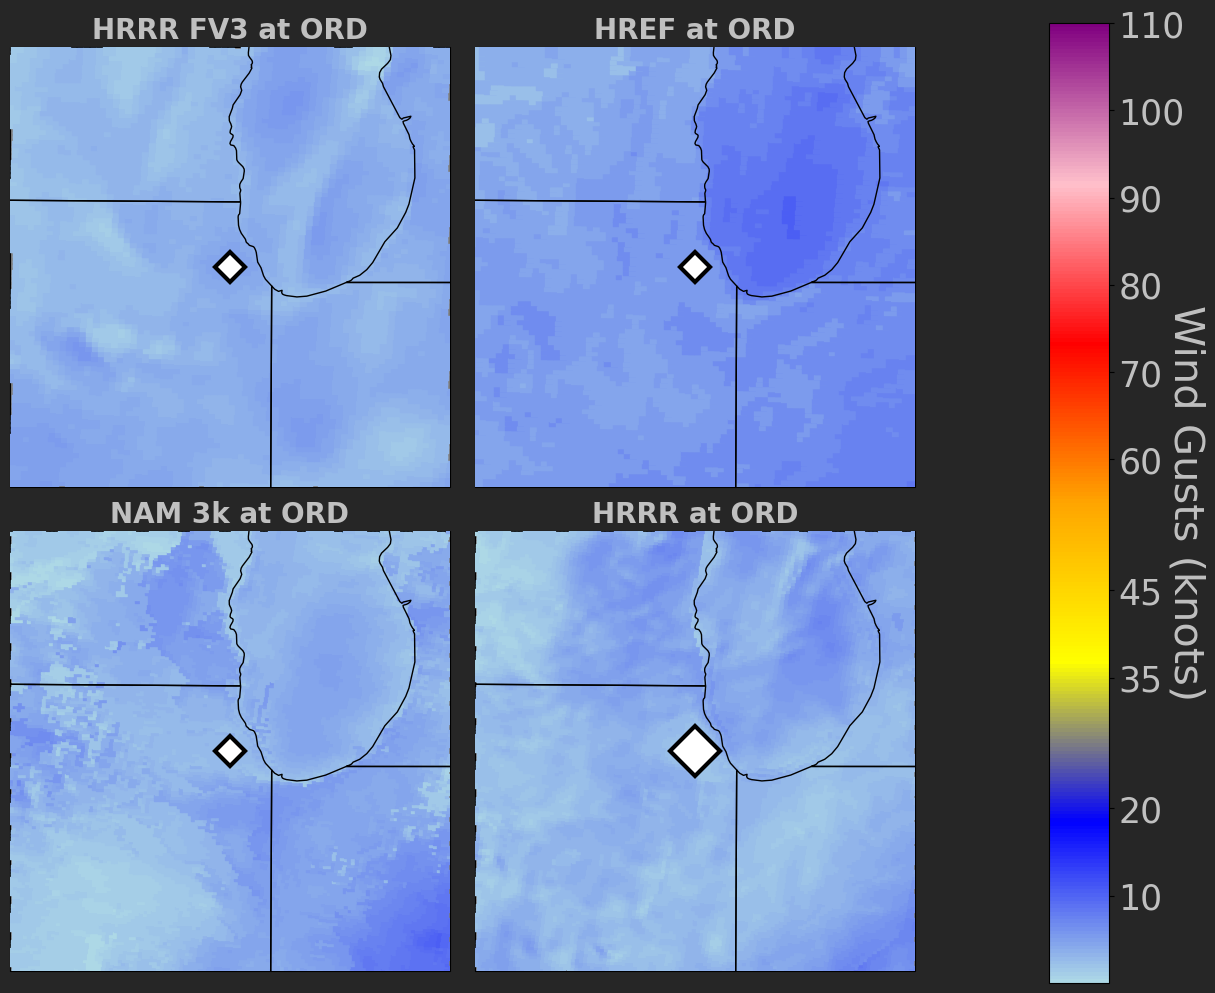 HRRR FV3 at ORD
HREF at ORD
NAM 3k at ORD
HRRR at ORD
110
100
90
80
70
60
45
35
20
10
Wind Gusts (knots)